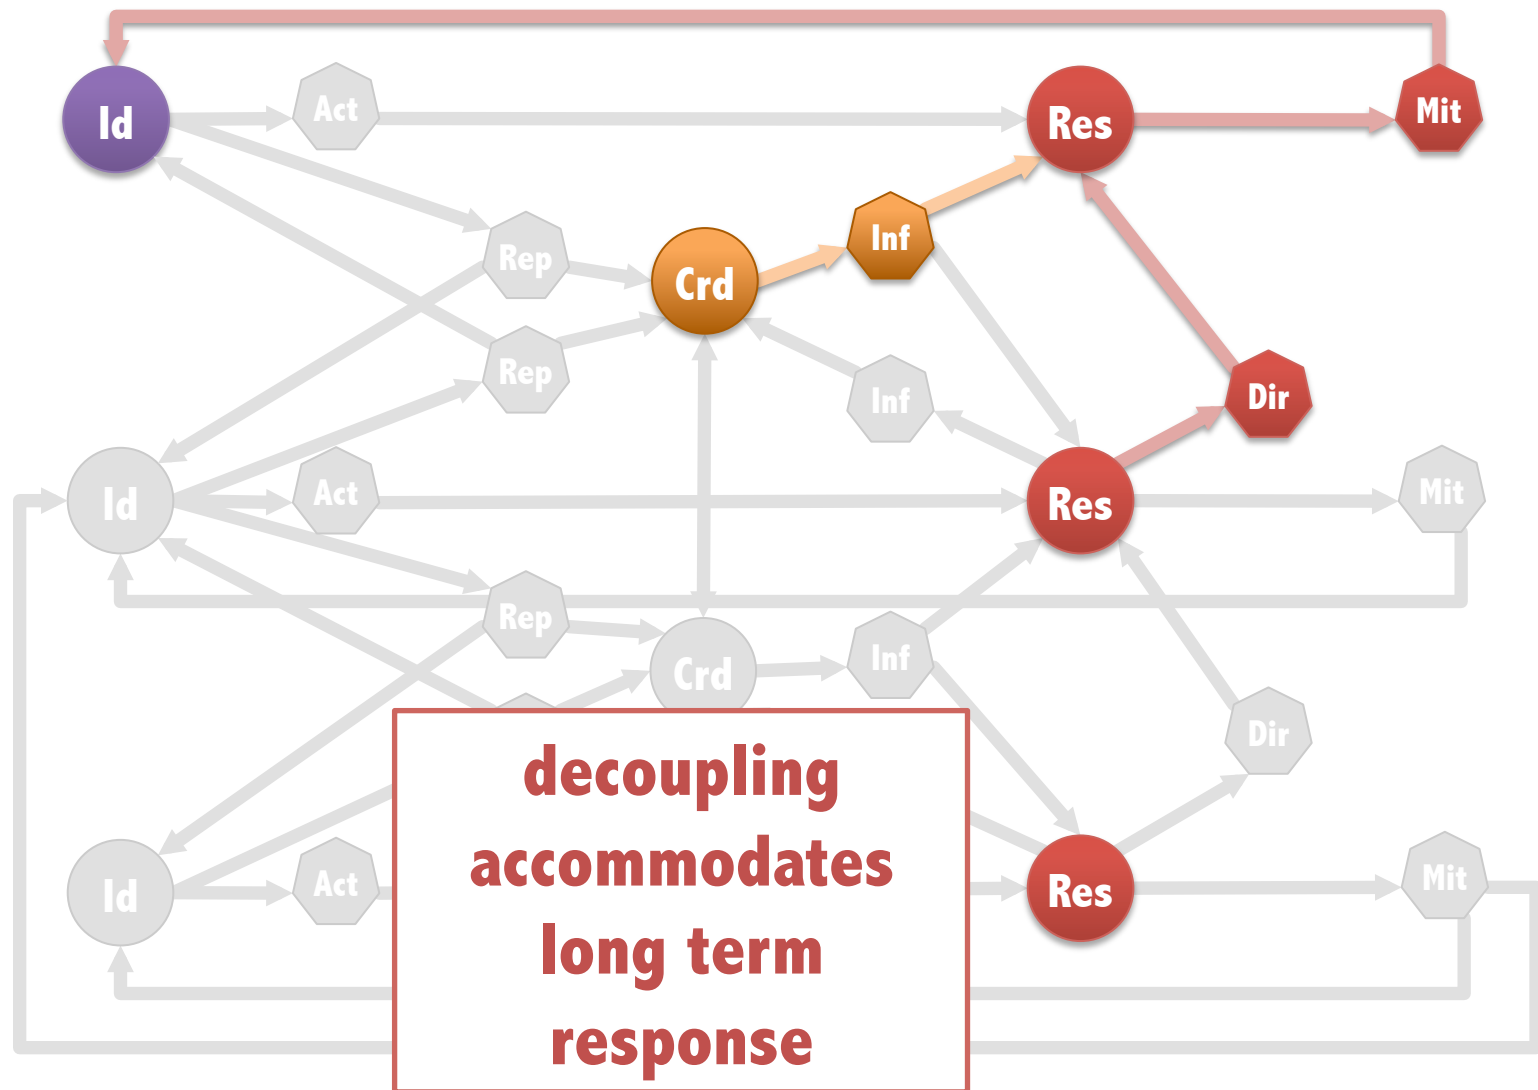 Id
Act
Res
Mit
Rep
Inf
Crd
Rep
Inf
Dir
Id
Act
Res
Mit
Rep
Crd
Inf
Dir
Id
Act
Res
Mit
decoupling
accommodates
long term
response